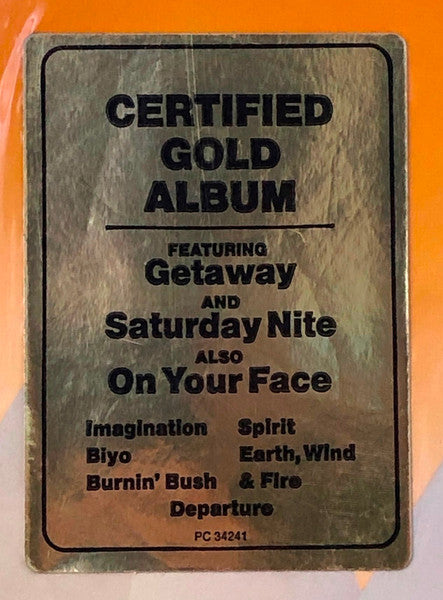 CERTIFIED
GOLD
ALBUM
FEATURING
Getaway
AND
Saturday Nite
ALSO
On Your Face
Imagination
Biyo
Burnin' Bush
Spirit
Earth, Wind
& Fire
Departure
PC 34241